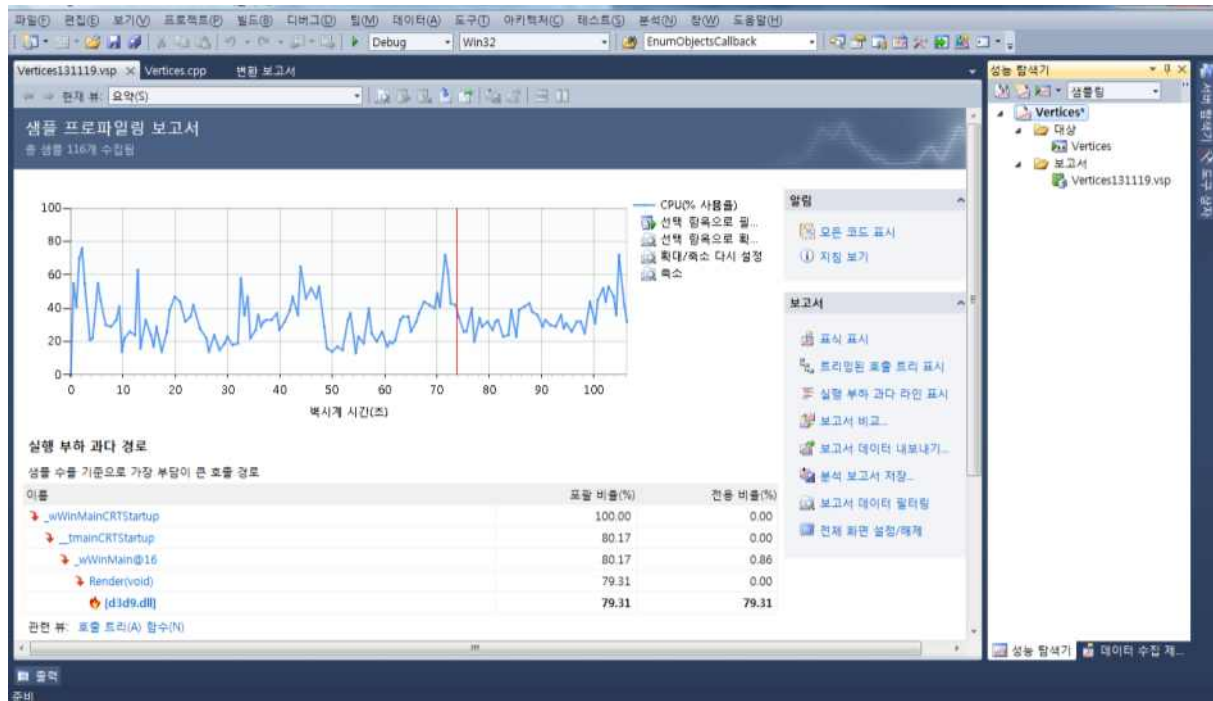 파일(F) 편집(E) 보기(V) 프로젝트(P) 빌드(B) 디버그(D) 팀(M) 데이터(A) 도구(T) 아키텍처(C) 테스트(S) 분석(N) 창(W) 도움말(H)
Debug Win32 EnumObjectsCallback
Vertices131119.vsp Vertices.cpp 변환 보고서
현재 뷰: 요약(S)
샘플 프로파일링 보고서
총 샘플 116개 수집됨
100
80
60
40
20
0
0 10 20 30 40 50 60 70 80 90 100
벽시계 시간(초)
CPU(% 사용률)
선택 항목으로 필...
선택 항목으로 확...
확대/축소 다시 설정
축소
알림
모든 코드 표시
지침 보기
보고서
표식 표시
트리밍된 호출 트리 표시
실행 부하 과다 라인 표시
보고서 비교...
보고서 데이터 내보내기...
분석 보고서 저장...
보고서 데이터 필터링
전체 화면 설정/해제
실행 부하 과다 경로
샘플 수를 기준으로 가장 부담이 큰 호출 경로
이름 포괄 비율(%) 전용 비율(%)
_wWinMainCRTStartup 100.00 0.00
__tmainCRTStartup 80.17 0.00
_wWinMain@16 80.17 0.86
Render(void) 79.31 0.00
[d3d9.dll] 79.31 79.31
관련 뷰: 호출 트리(A) 함수(N)
성능 탐색기
샘플링
Vertices*
대상
Vertices
보고서
Vertices131119.vsp
성능 탐색기 데이터 수집 제...
서버 탐색기
도구 상자
출력
준비